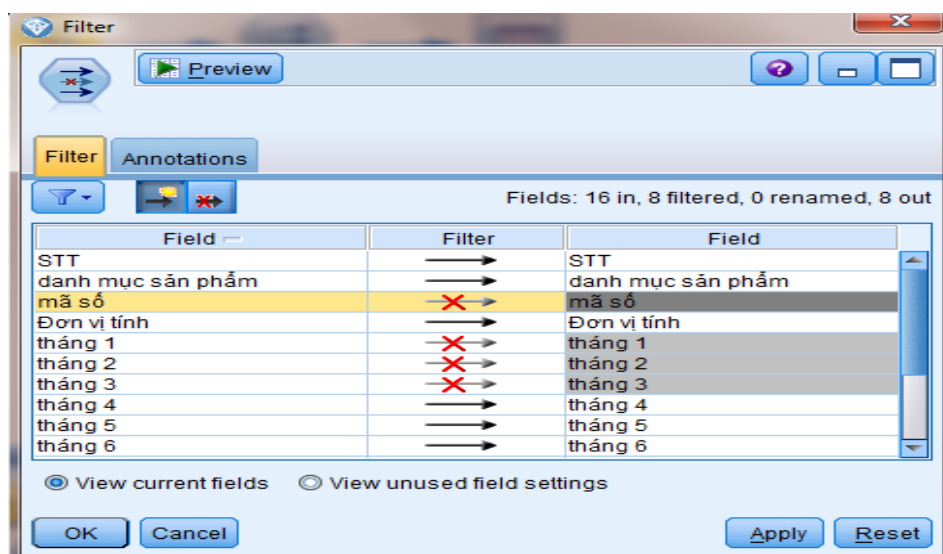 Filter
Preview
Filter Annotations
Fields: 16 in, 8 filtered, 0 renamed, 8 out
Field Filter Field
STT STT
danh mục sản phẩm danh mục sản phẩm
mã số mã số
Đơn vị tính Đơn vị tính
tháng 1 tháng 1
tháng 2 tháng 2
tháng 3 tháng 3
tháng 4 tháng 4
tháng 5 tháng 5
tháng 6 tháng 6
View current fields View unused field settings
OK Cancel Apply Reset